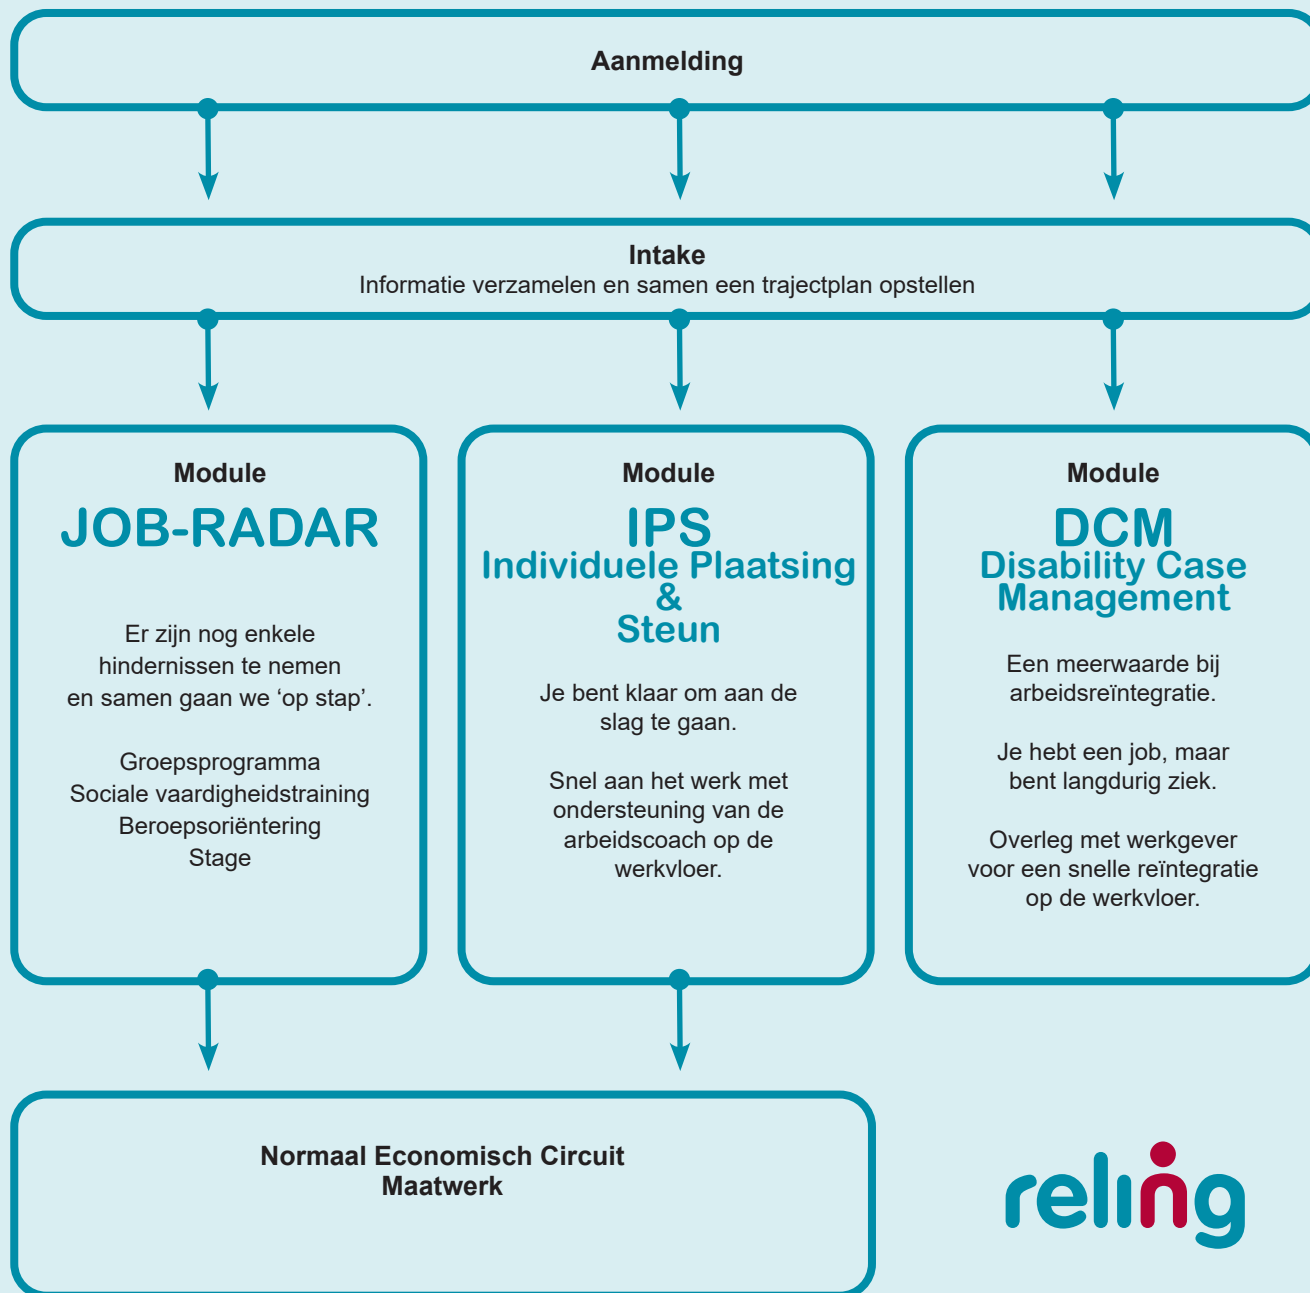 Aanmelding
Intake
Informatie verzamelen en samen een trajectplan opstellen
Module
JOB-RADAR
Er zijn nog enkele
hindernissen te nemen
en samen gaan we ‘op stap’.
Groepsprogramma
Sociale vaardigheidstraining
Beroepsoriëntering
Stage
Module
IPS
Individuele Plaatsing
&
Steun
Je bent klaar om aan de
slag te gaan.
Snel aan het werk met
ondersteuning van de
arbeidscoach op de
werkvloer.
Module
DCM
Disability Case
Management
Een meerwaarde bij
arbeidsreïntegratie.
Je hebt een job, maar
bent langdurig ziek.
Overleg met werkgever
voor een snelle reïntegratie
op de werkvloer.
Normaal Economisch Circuit
Maatwerk
reling